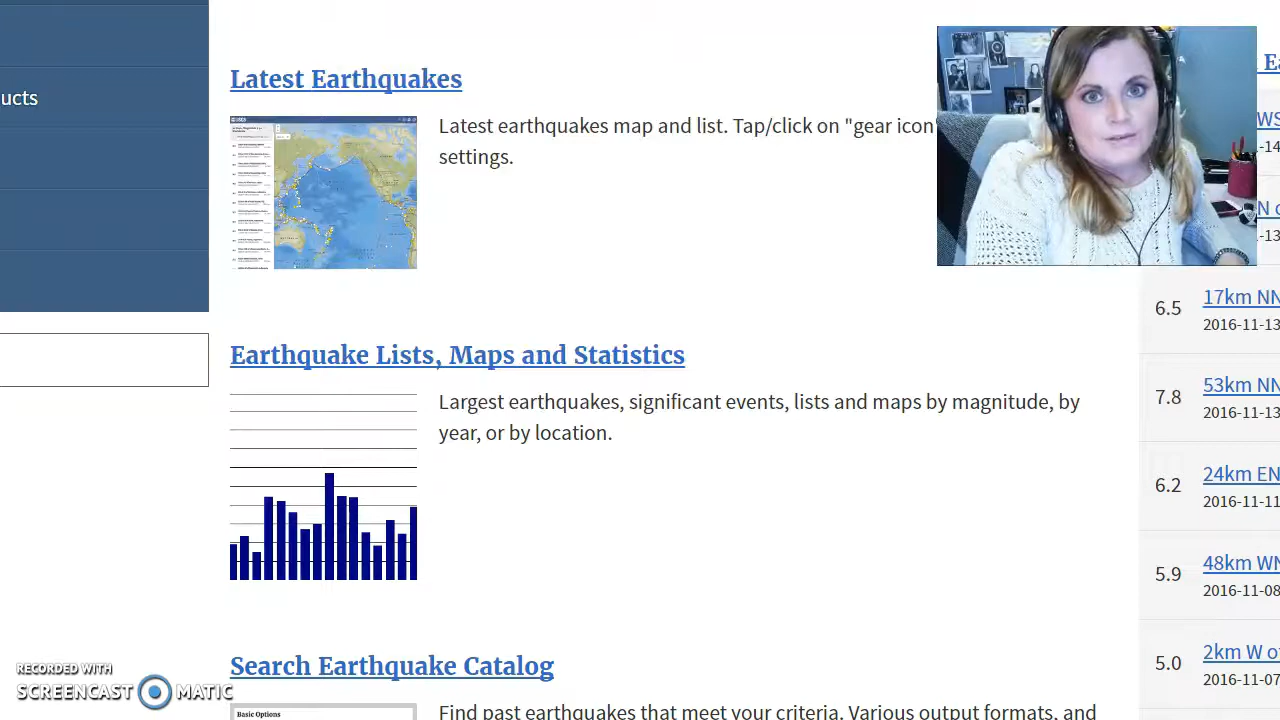 ucts
Latest Earthquakes
Latest earthquakes map and list. Tap/click on "gear icon
settings.
Earthquake Lists, Maps and Statistics
Largest earthquakes, significant events, lists and maps by magnitude, by
year, or by location.
Search Earthquake Catalog
Basic Options
Find past earthquakes that meet your criteria. Various output formats, and
Ea
WS
-14
N
-13
6.5
17km NN
2016-11-13
7.8
53km NN
2016-11-13
6.2
24km EN
2016-11-11
5.9
48km WN
2016-11-08
5.0
2km W o
2016-11-07
RECORDED WITH
SCREENCAST MATIC